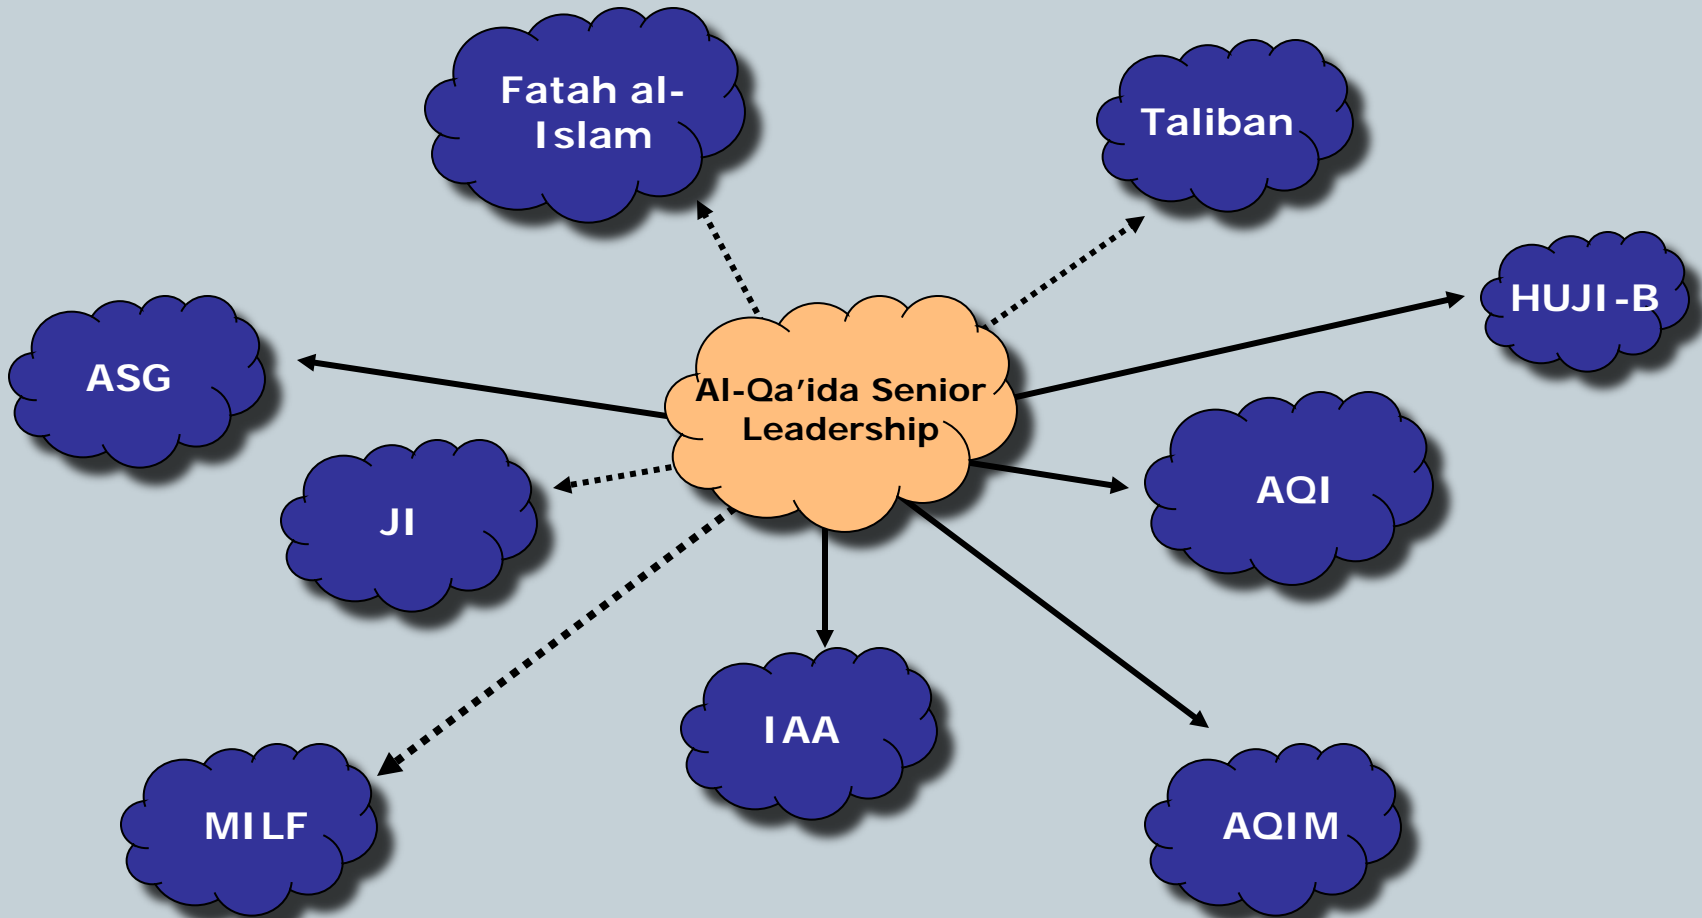 Fatah al-
Islam
Taliban
HUJI-B
ASG
Al-Qa’ida Senior
Leadership
AQI
JI
IAA
MILF
AQIM